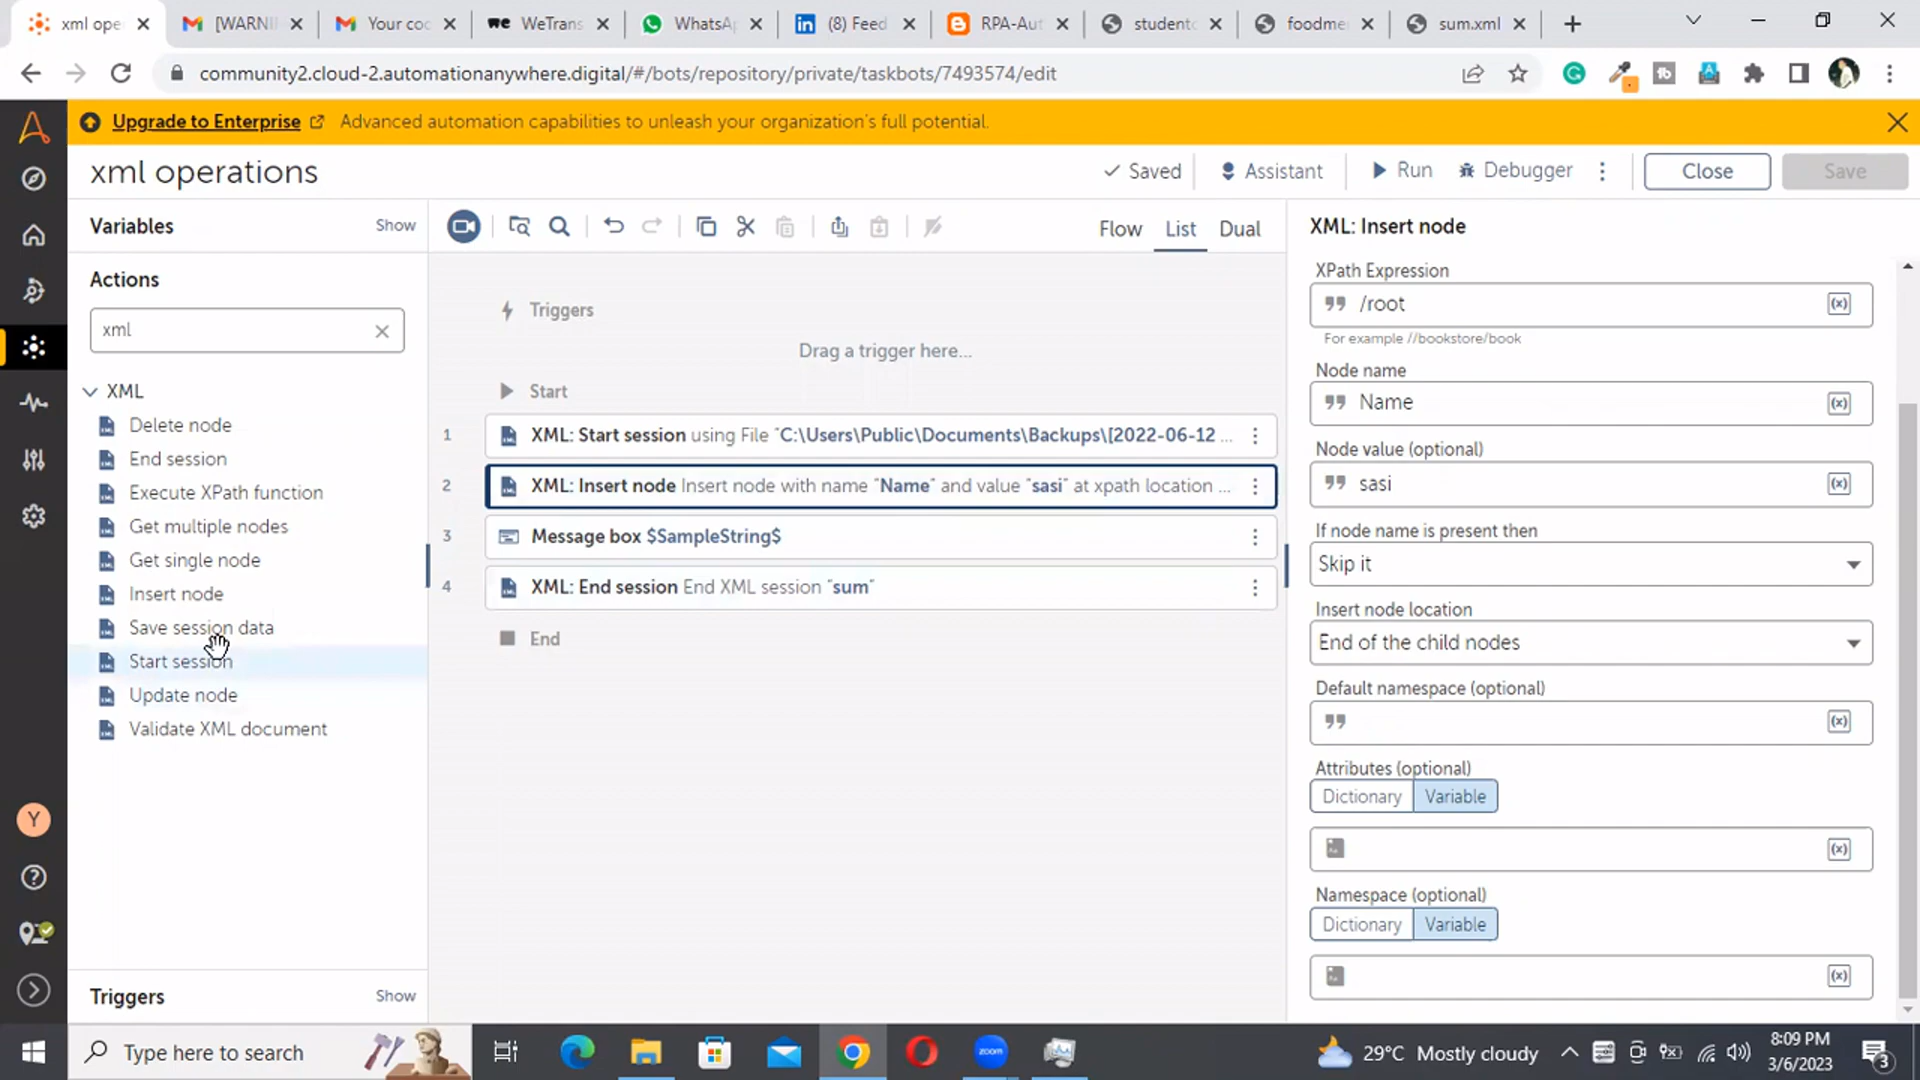 xml ope
[WARNI
Your co
WeTrans
WhatsA
(8) Feed
RPA-Aut
student
foodme
sum.xml
community2.cloud-2.automationanywhere.digital/#/bots/repository/private/taskbots/7493574/edit
Upgrade to Enterprise Advanced automation capabilities to unleash your organization's full potential.
xml operations
Saved
Assistant
Run
Debugger
Close
Save
Variables
Show
Flow
List
Dual
Actions
xml
XML
Delete node
End session
Execute XPath function
Get multiple nodes
Get single node
Insert node
Save session data
Start session
Update node
Validate XML document
Triggers
Show
Triggers
Drag a trigger here...
Start
1 XML: Start session using File "C:\Users\Public\Documents\Backups\[2022-06-12 ...
2 XML: Insert node Insert node with name "Name" and value "sasi" at xpath location ...
3 Message box $SampleString$
4 XML: End session End XML session "sum"
End
XML: Insert node
XPath Expression
/root
(x)
For example //bookstore/book
Node name
Name
(x)
Node value (optional)
sasi
(x)
If node name is present then
Skip it
Insert node location
End of the child nodes
Default namespace (optional)
(x)
Attributes (optional)
Dictionary Variable
(x)
Namespace (optional)
Dictionary Variable
(x)
Y
Type here to search
zoom
29°C Mostly cloudy
8:09 PM
3/6/2023
3